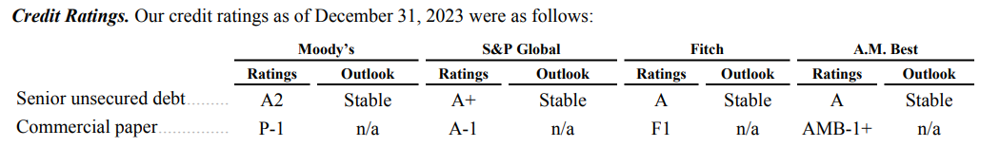 Credit Ratings. Our credit ratings as of December 31, 2023 were as follows:
Moody's S&P Global Fitch A.M. Best
Ratings Outlook Ratings Outlook Ratings Outlook Ratings Outlook
Senior unsecured debt.......... A2 Stable A+ Stable A Stable A Stable
Commercial paper................ P-1 n/a A-1 n/a F1 n/a AMB-1+ n/a